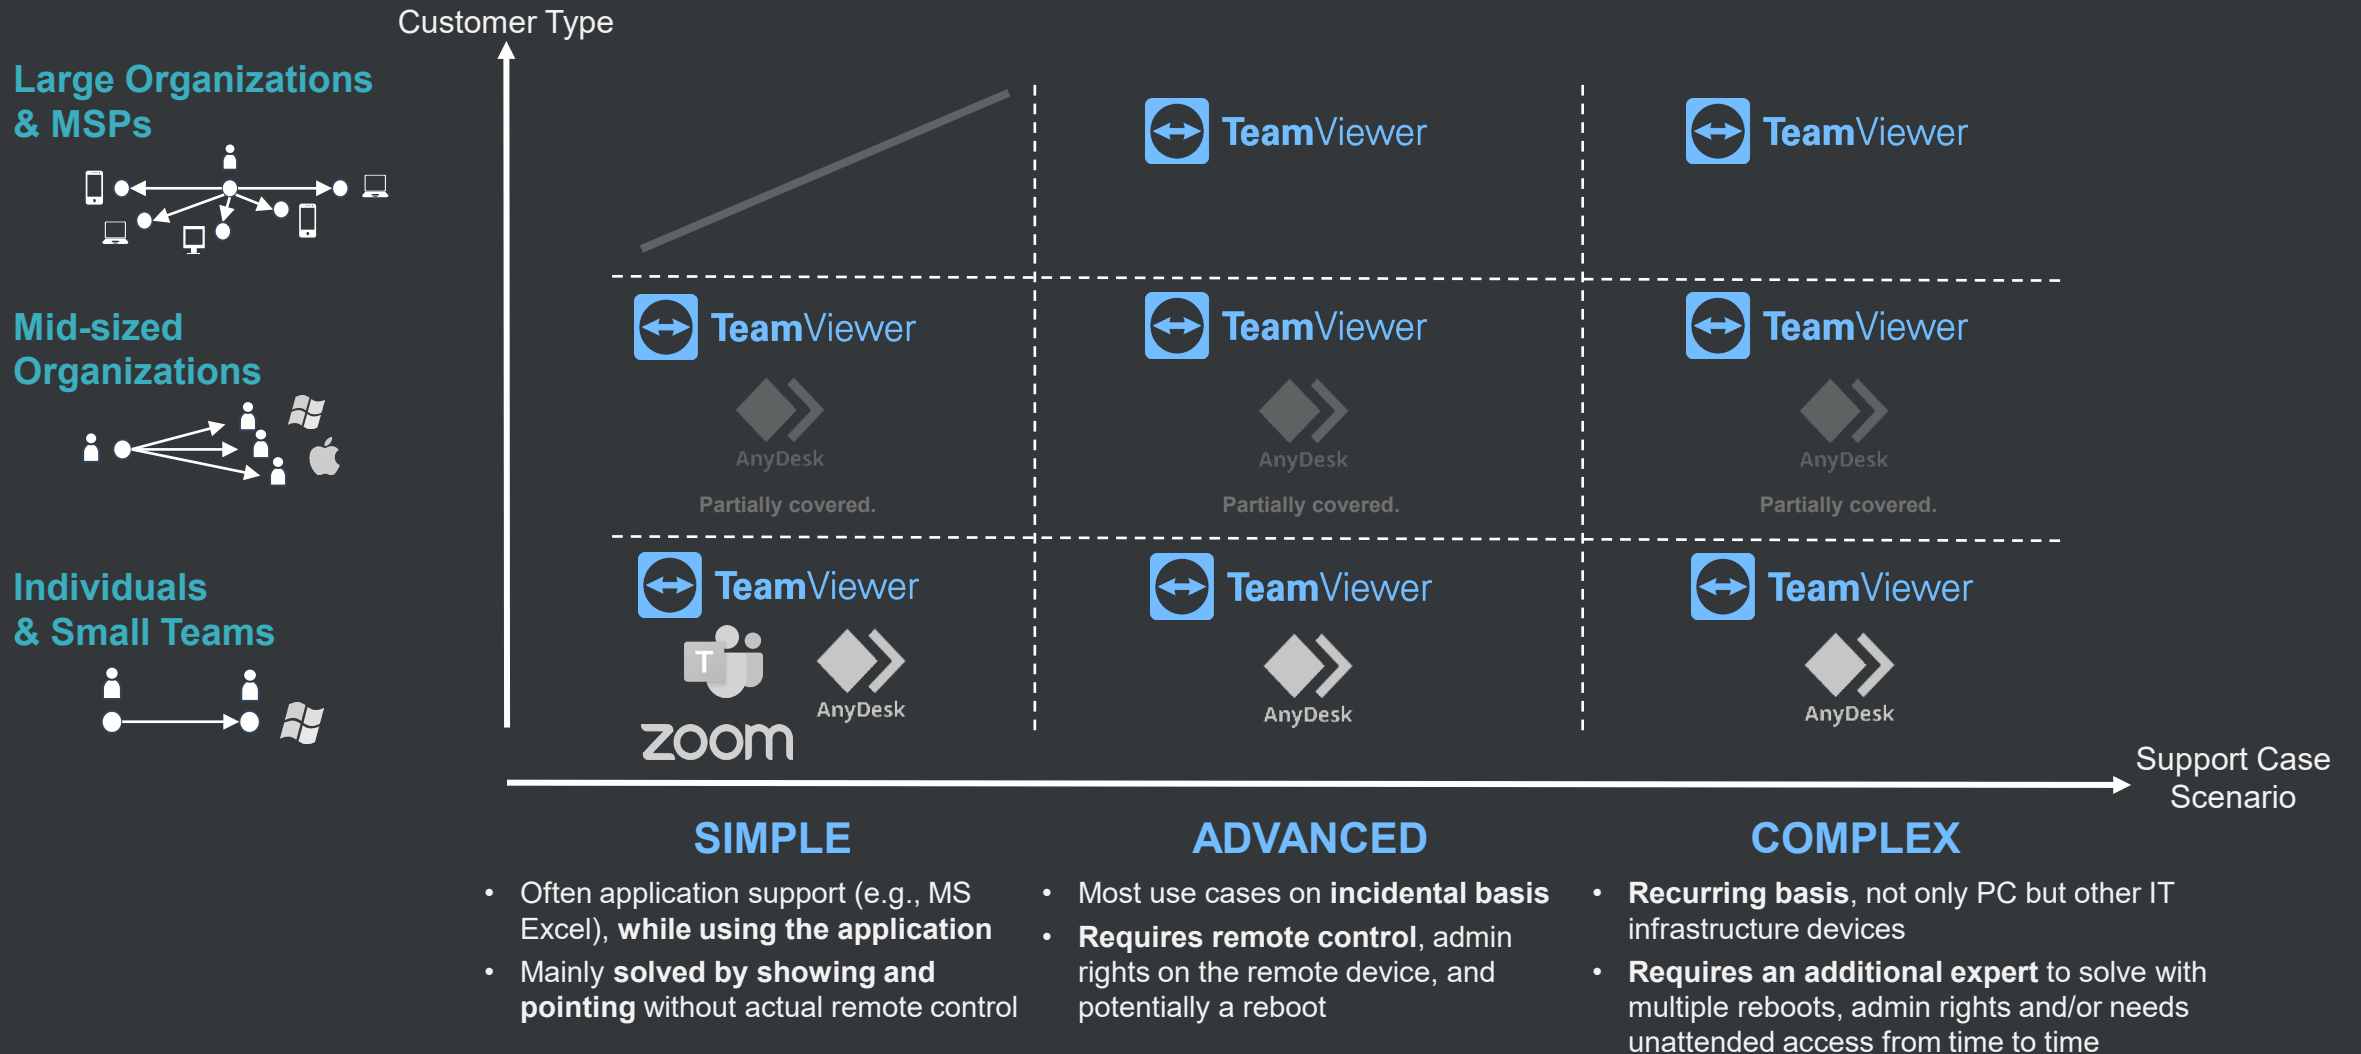 Customer Type
Large Organizations
& MSPs
TeamViewer
TeamViewer
Mid-sized
Organizations
TeamViewer
TeamViewer
TeamViewer
AnyDesk
AnyDesk
AnyDesk
Partially covered.
Partially covered.
Partially covered.
Individuals
& Small Teams
TeamViewer
TeamViewer
TeamViewer
T
AnyDesk
AnyDesk
AnyDesk
zoom
Support Case
Scenario
SIMPLE
• Often application support (e.g., MS
Excel), while using the application
• Mainly solved by showing and
pointing without actual remote control
ADVANCED
• Most use cases on incidental basis
• Requires remote control, admin
rights on the remote device, and
potentially a reboot
COMPLEX
• Recurring basis, not only PC but other IT
infrastructure devices
• Requires an additional expert to solve with
multiple reboots, admin rights and/or needs
unattended access from time to time